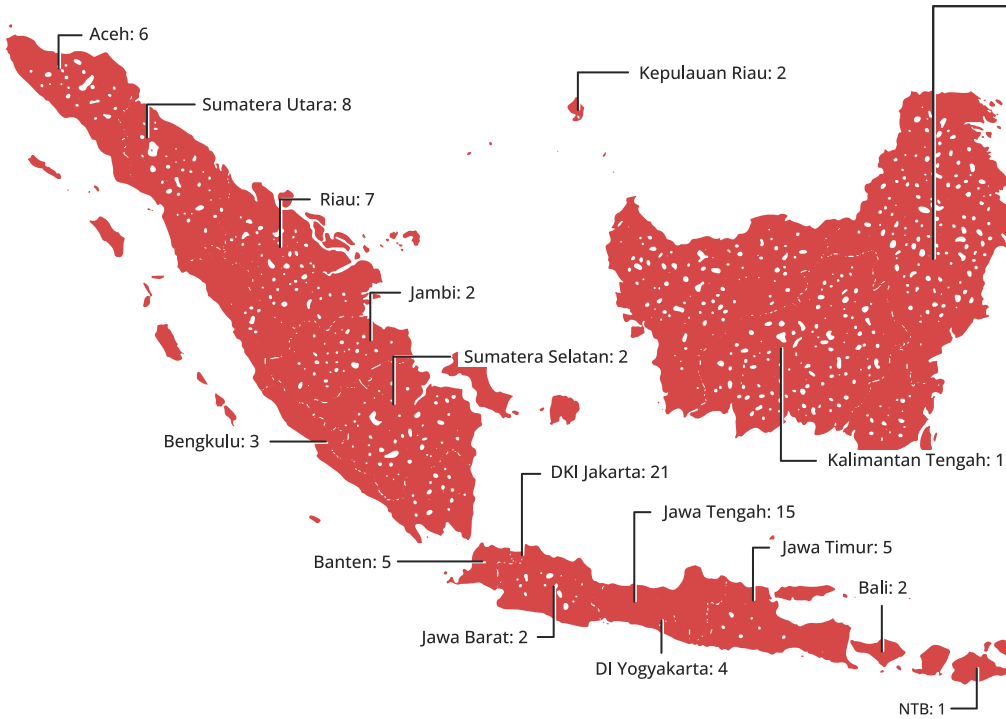 Aceh: 6
Kepulauan Riau: 2
Sumatera Utara: 8
Riau: 7
Jambi: 2
Sumatera Selatan: 2
Bengkulu: 3
Kalimantan Tengah: 1
DKI Jakarta: 21
Jawa Tengah: 15
Jawa Timur: 5
Banten: 5
Bali: 2
Jawa Barat: 2
DI Yogyakarta: 4
NTB: 1